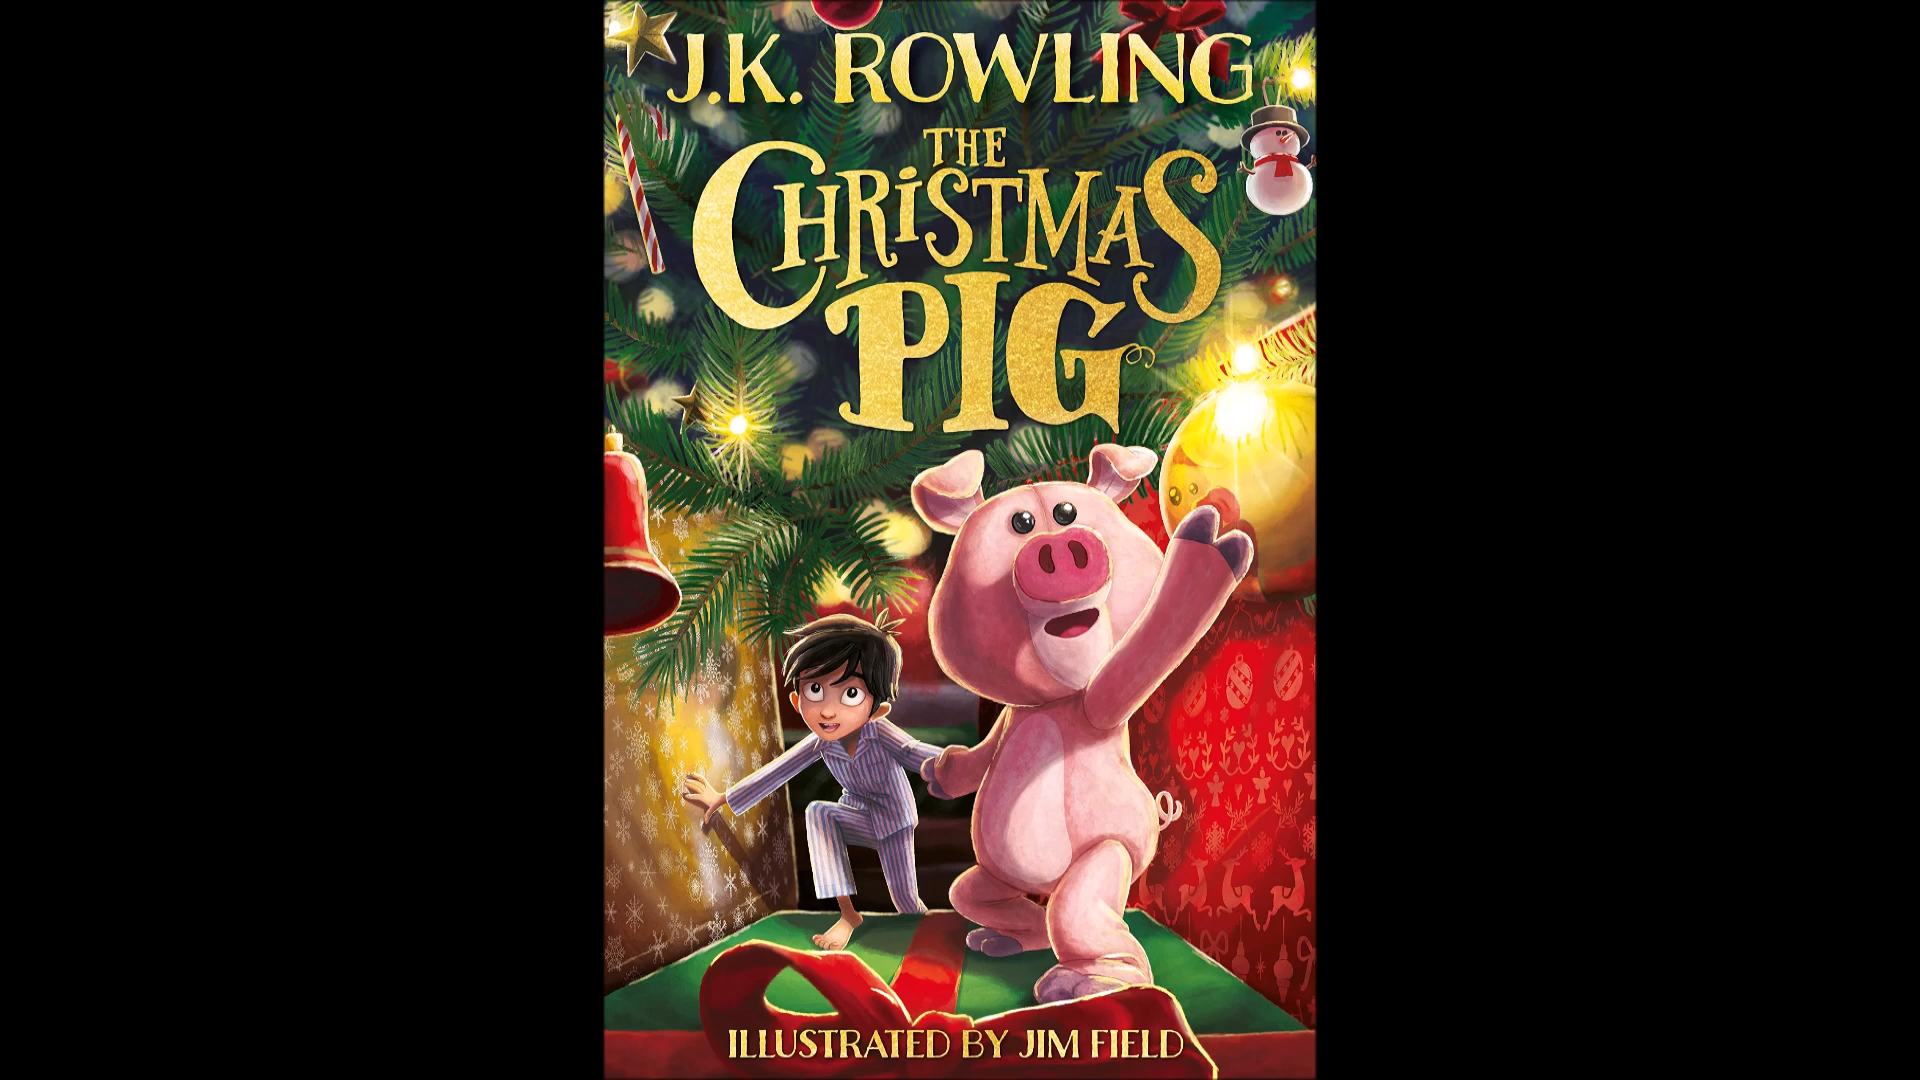 J.K. ROWLING
THE
CHRISTMAS
PIG
ILLUSTRATED BY JIM FIELD